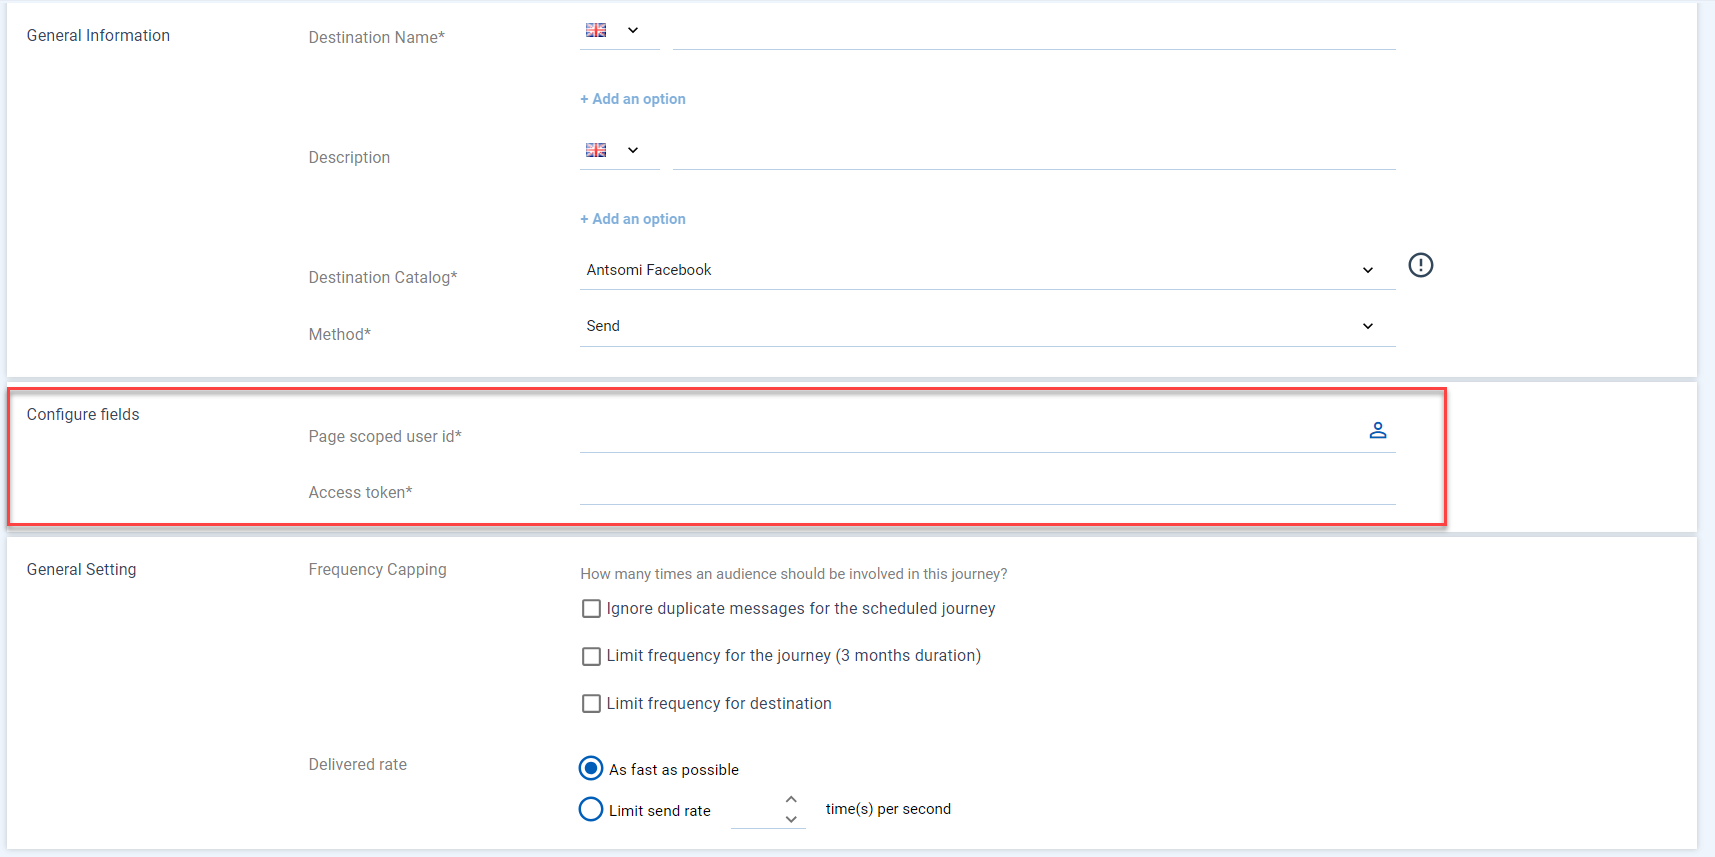 General Information
Destination Name*
+ Add an option
Description
+ Add an option
Destination Catalog*
Antsomi Facebook
Method*
Send
Configure fields
Page scoped user id*
Access token*
General Setting
Frequency Capping
How many times an audience should be involved in this journey?
Ignore duplicate messages for the scheduled journey
Limit frequency for the journey (3 months duration)
Limit frequency for destination
Delivered rate
As fast as possible
Limit send rate
time(s) per second